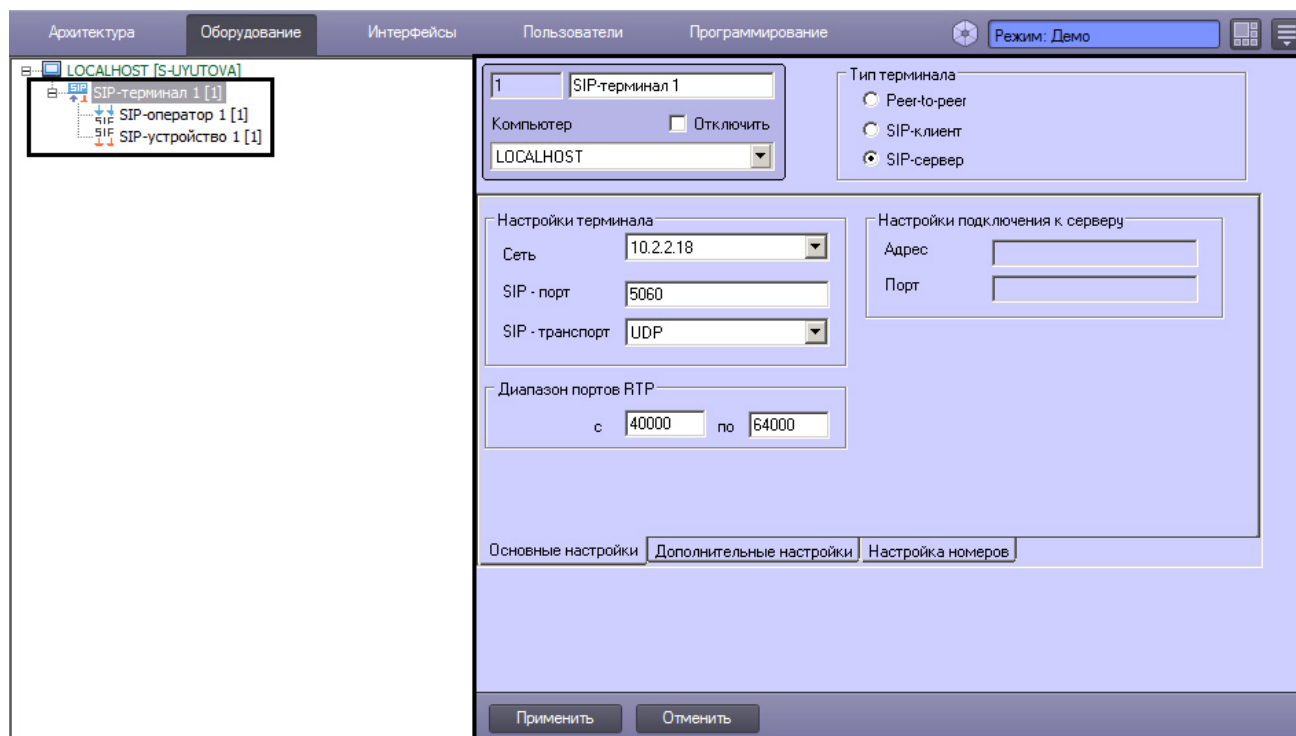 Архитектура Оборудование Интерфейсы Пользователи Программирование Режим: Демо
LOCALHOST [S-UYUTOVA]
SIP SIP-терминал 1 [1]
SIP SIP-оператор 1 [1]
SIP SIP-устройство 1 [1]
1 SIP-терминал 1
Компьютер Отключить
LOCALHOST
Тип терминала
Peer-to-peer
SIP-клиент
SIP-сервер
Настройки терминала
Сеть 10.2.2.18
SIP - порт 5060
SIP - транспорт UDP
Настройки подключения к серверу
Адрес
Порт
Диапазон портов RTP
с 40000 по 64000
Основные настройки Дополнительные настройки Настройка номеров
Применить Отменить